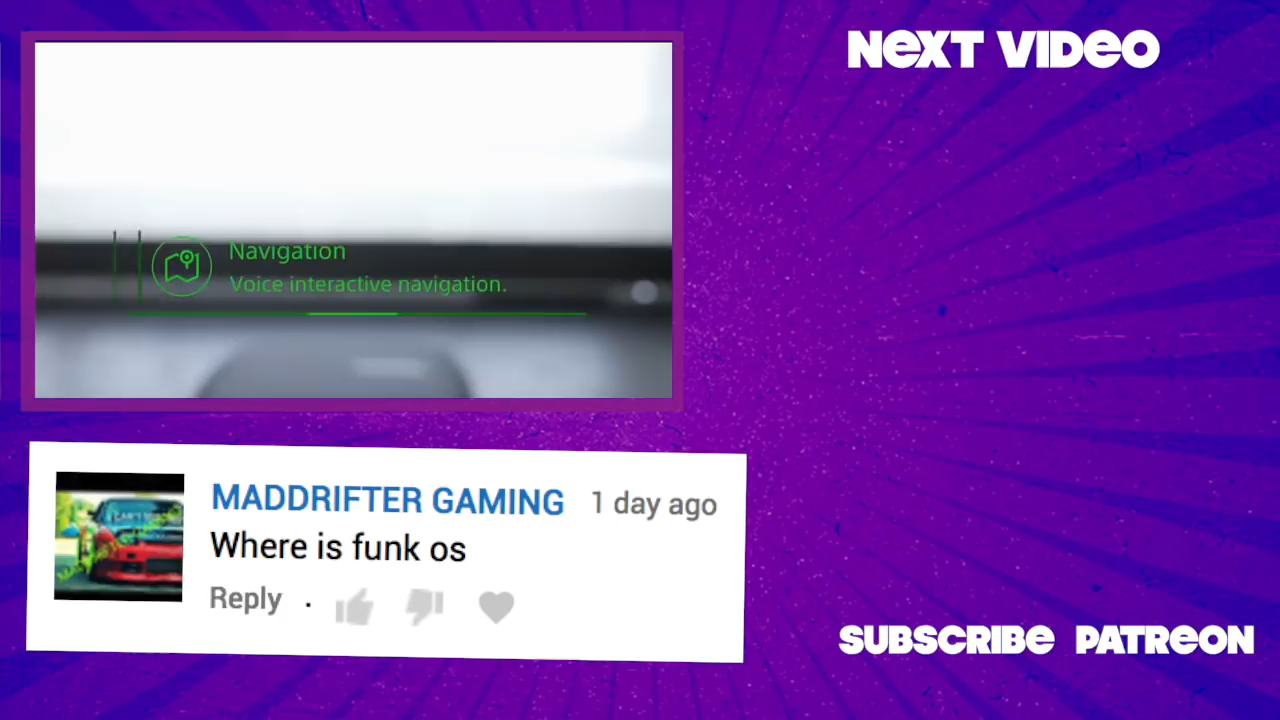 NEXT VIDEO
Navigation
Voice interactive navigation.
MADDRIFTER GAMING 1 day ago
Where is funk os
Reply .
SUBSCRIBE PATREON